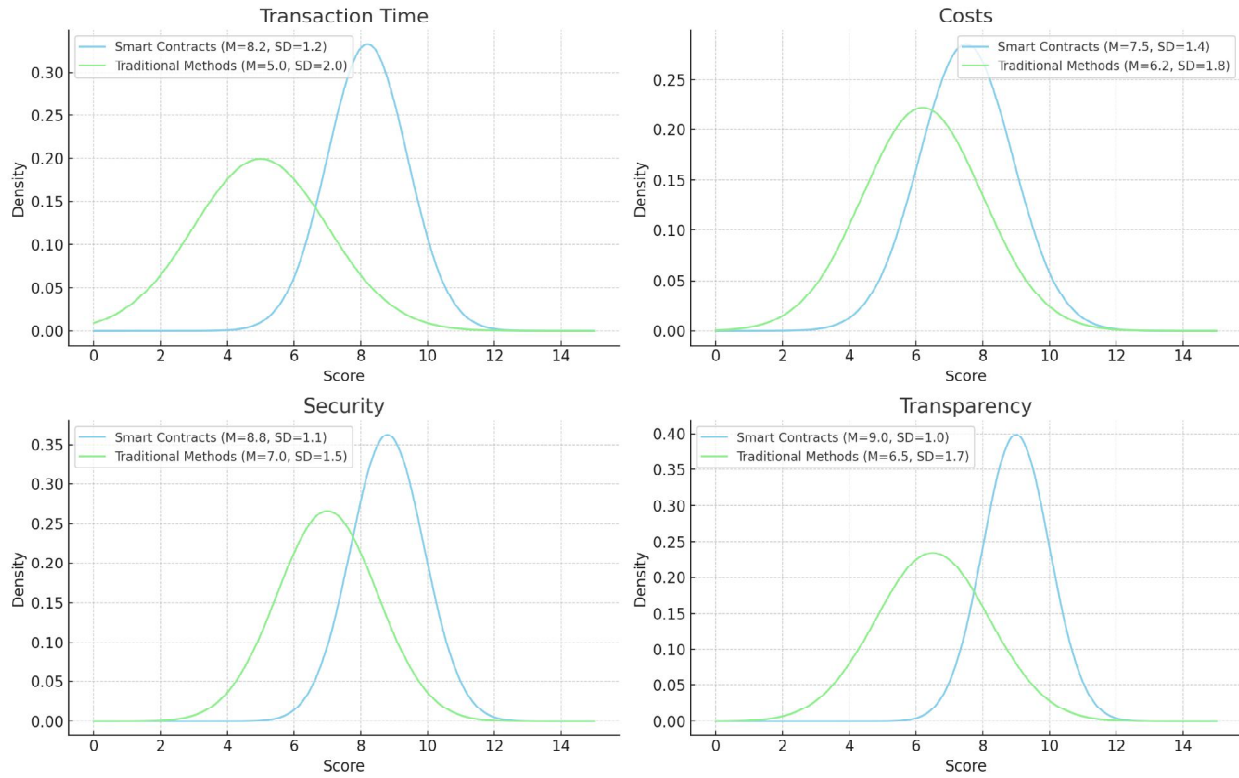 Transaction Time
Smart Contracts (M=8.2, SD=1.2)
Traditional Methods (M=5.0, SD=2.0)
0.30
0.25
0.20
0.15
0.10
0.05
0.00
Density
0 2 4 6 8 10 12 14
Score
Costs
Smart Contracts (M=7.5, SD=1.4)
Traditional Methods (M=6.2, SD=1.8)
0.25
0.20
0.15
0.10
0.05
0.00
Density
0 2 4 6 8 10 12 14
Score
Security
Smart Contracts (M=8.8, SD=1.1)
Traditional Methods (M=7.0, SD=1.5)
0.35
0.30
0.25
0.20
0.15
0.10
0.05
0.00
Density
0 2 4 6 8 10 12 14
Score
Transparency
Smart Contracts (M=9.0, SD=1.0)
Traditional Methods (M=6.5, SD=1.7)
0.40
0.35
0.30
0.25
0.20
0.15
0.10
0.05
0.00
Density
0 2 4 6 8 10 12 14
Score